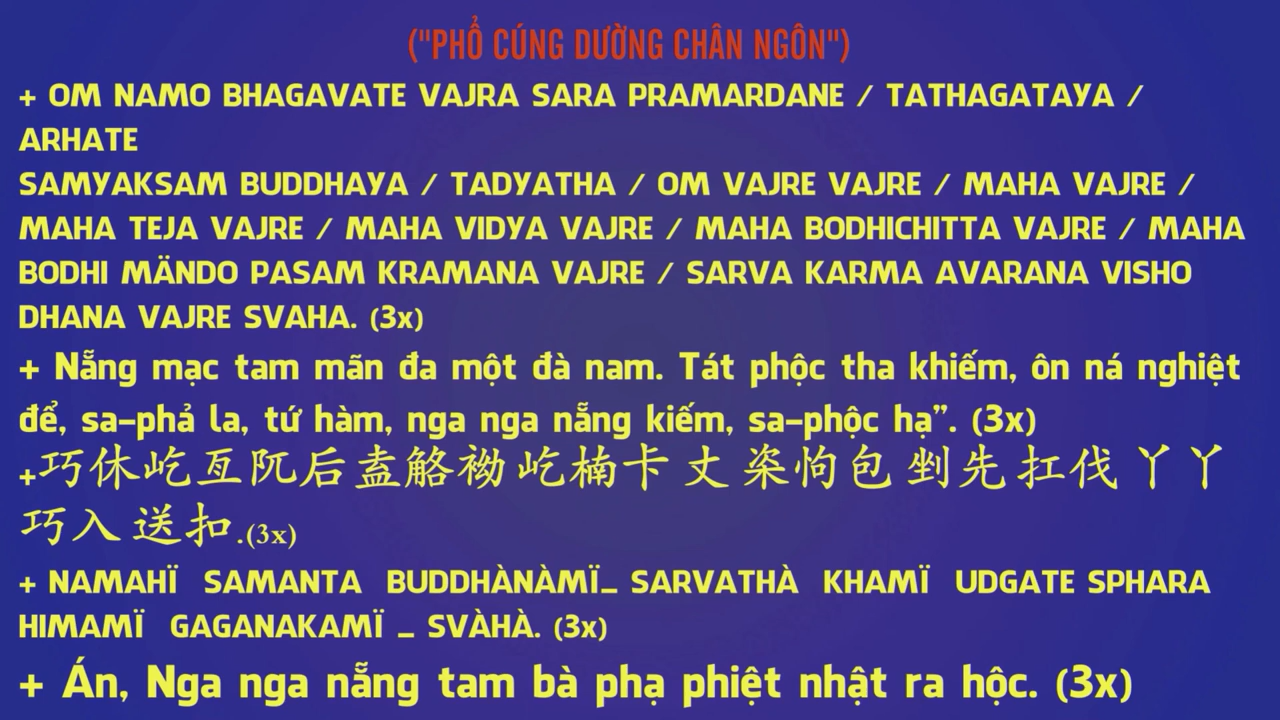 ("PHỔ CÚNG DƯỜNG CHÂN NGÔN")
+ OM NAMO BHAGAVATE VAJRA SARA PRAMARDANE / TATHAGATAYA /
ARHATE
SAMYAKSAM BUDDHAYA / TADYATHA / OM VAJRE VAJRE / MAHA VAJRE /
MAHA TEJA VAJRE / MAHA VIDYA VAJRE / MAHA BODHICHITTA VAJRE / MAHA
BODHI MÄNDO PASAM KRAMANA VAJRE / SARVA KARMA AVARANA VISHO
DHANA VAJRE SVAHA. (3x)
+ Nẵng mạc tam mãn đa một đà nam. Tát phộc tha khiếm, ôn ná nghiệt
để, sa-phả la, tứ hàm, nga nga nẵng kiếm, sa-phộc hạ”. (3x)
+巧休屹亙阢后盍觡袎屹楠卡丈桼怐包剉先扛伐丫丫
巧入送扣.(3x)
+ NAMAHÏ SAMANTA BUDDHÀNÀMÏ_ SARVATHÀ KHAMÏ UDGATE SPHARA
HIMAMÏ GAGANAKAMÏ _ SVÀHÀ. (3x)
+ Án, Nga nga nẵng tam bà phạ phiệt nhật ra hộc. (3x)